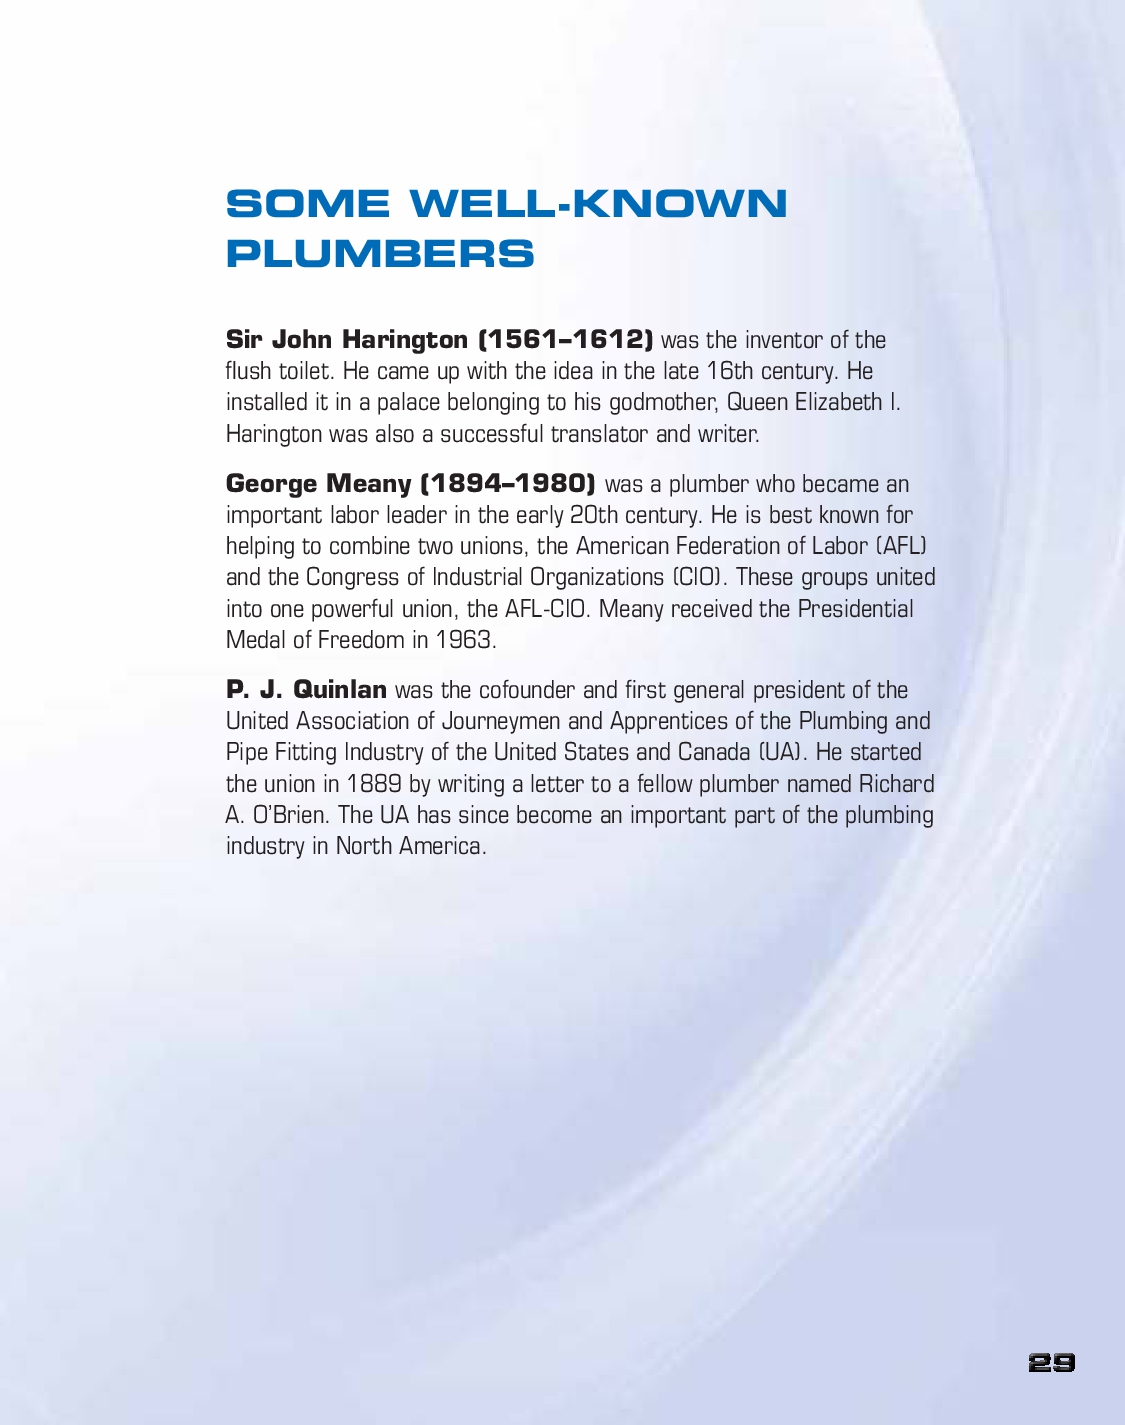 SOME WELL-KNOWN
PLUMBERS
Sir John Harington (1561–1612) was the inventor of the
flush toilet. He came up with the idea in the late 16th century. He
installed it in a palace belonging to his godmother, Queen Elizabeth I.
Harington was also a successful translator and writer.
George Meany (1894–1980) was a plumber who became an
important labor leader in the early 20th century. He is best known for
helping to combine two unions, the American Federation of Labor (AFL)
and the Congress of Industrial Organizations (CIO). These groups united
into one powerful union, the AFL-CIO. Meany received the Presidential
Medal of Freedom in 1963.
P. J. Quinlan was the cofounder and first general president of the
United Association of Journeymen and Apprentices of the Plumbing and
Pipe Fitting Industry of the United States and Canada (UA). He started
the union in 1889 by writing a letter to a fellow plumber named Richard
A. O’Brien. The UA has since become an important part of the plumbing
industry in North America.
29